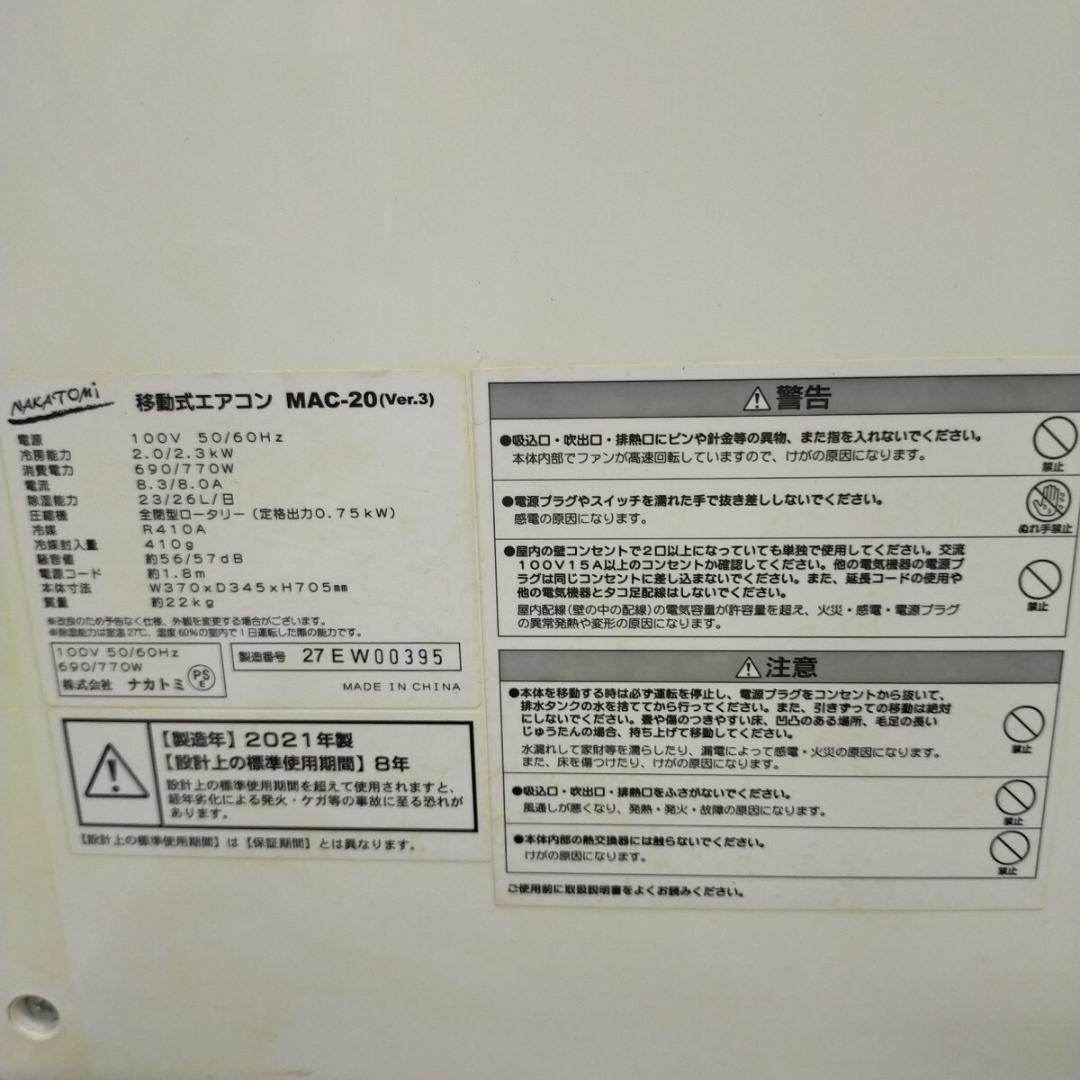 NAKATOMI 移動式エアコン MAC-20(Ver.3)
電源 100V 50/60Hz
冷房能力 2.0/2.3kW
消費電力 690/770W
電流 8.3/8.0A
除湿能力 23/26L/日
圧縮機 全閉型ロータリー(定格出力0.75kW)
冷媒 R410A
冷媒封入量 410g
騒音値 約56/57dB
電源コード 約1.8m
本体寸法 W370xD345xH705mm
質量 約22kg
※改良のため予告なく仕様、外観を変更する場合がございます。
※除湿能力は室温27℃、湿度60%の室内で1日運転した際の能力です。
100V 50/60Hz
690/770W
株式会社 ナカトミ
PS
E
製造番号 27EW00395
MADE IN CHINA
【製造年】2021年製
【設計上の標準使用期間】8年
設計上の標準使用期間を超えて使用されますと、
経年劣化による発火・ケガ等の事故に至る恐れが
あります。
【設計上の標準使用期間】は【保証期間】とは異なります。
警告
●吸込口・吹出口・排熱口にピンや針金等の異物、また指を入れないでください。
本体内部でファンが高速回転していますので、けがの原因になります。
禁止
●電源プラグやスイッチを濡れた手で抜き差ししないでください。
感電の原因になります。
ぬれ手禁止
●屋内の壁コンセントで2口以上になっていても単独で使用してください。交流
100V15A以上のコンセントか確認してください。他の電気機器の電源プ
ラグは同じコンセントに差し込まないでください。また、延長コードの使用や
他の電気機器とタコ足配線はしないでください。
屋内配線(壁の中の配線)の電気容量が許容量を超え、火災・感電・電源プラグ
の異常発熱や変形の原因になります。
禁止
注意
●本体を移動する時は必ず運転を停止し、電源プラグをコンセントから抜いて、
排水タンクの水を捨ててから行ってください。また、引きずっての移動は絶対
にしないでください。畳や傷のつきやすい床、凹凸のある場所、毛足の長い
じゅうたんの場合、持ち上げて移動してください。
水漏れして家財等を濡らしたり、漏電によって感電・火災の原因になります。
また、床を傷つけたり、けがの原因になります。
禁止
●吸込口・吹出口・排熱口をふさがないでください。
風通しが悪くなり、発熱・発火・故障の原因になります。
禁止
●本体内部の熱交換器には触らないでください。
けがの原因になります。
禁止
ご使用前に取扱説明書をよくお読みください。